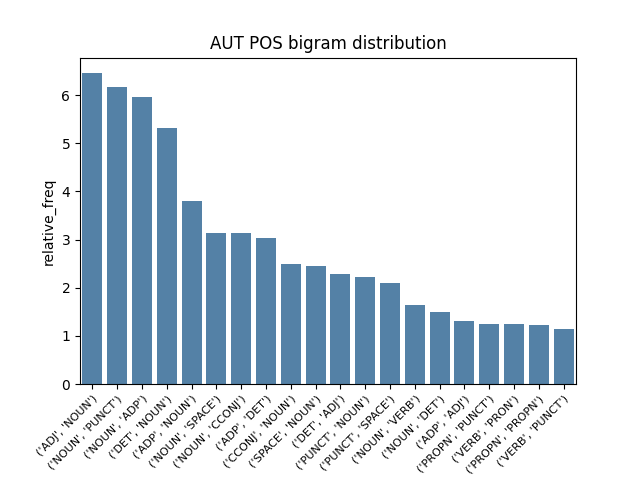 AUT POS bigram distribution
relative_freq
6
5
4
3
2
1
0
('ADJ', 'NOUN')
('NOUN', 'PUNCT')
('NOUN', 'ADP')
('DET', 'NOUN')
('ADP', 'NOUN')
('NOUN', 'SPACE')
('NOUN', 'CCONJ')
('ADP', 'DET')
('CCONJ', 'NOUN')
('SPACE', 'NOUN')
('DET', 'ADJ')
('PUNCT', 'NOUN')
('PUNCT', 'SPACE')
('NOUN', 'VERB')
('NOUN', 'DET')
('ADP', 'ADJ')
('PROPN', 'PUNCT')
('VERB', 'PRON')
('PROPN', 'PROPN')
('VERB', 'PUNCT')